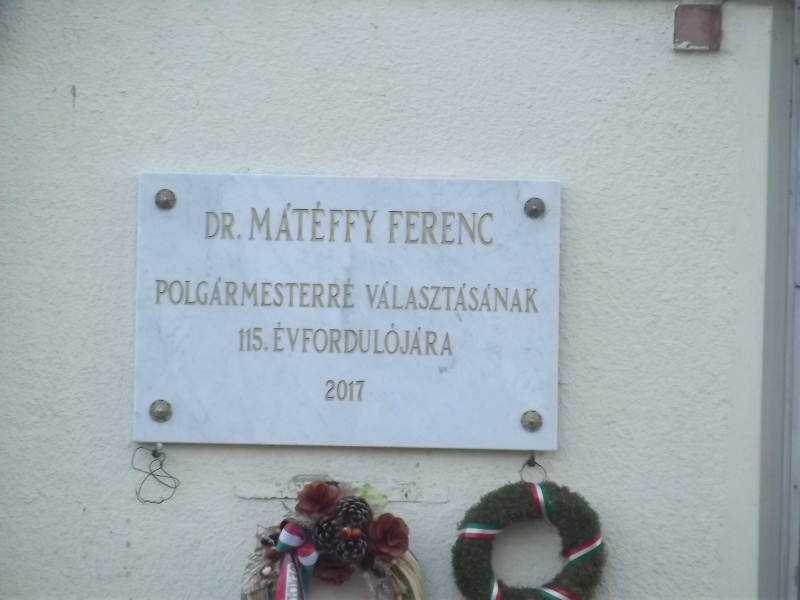 DR. MÁTÉFFY FERENC
POLGÁRMESTERRÉ VÁLASZTÁSÁNAK
115. ÉVFORDULÓJÁRA
2017